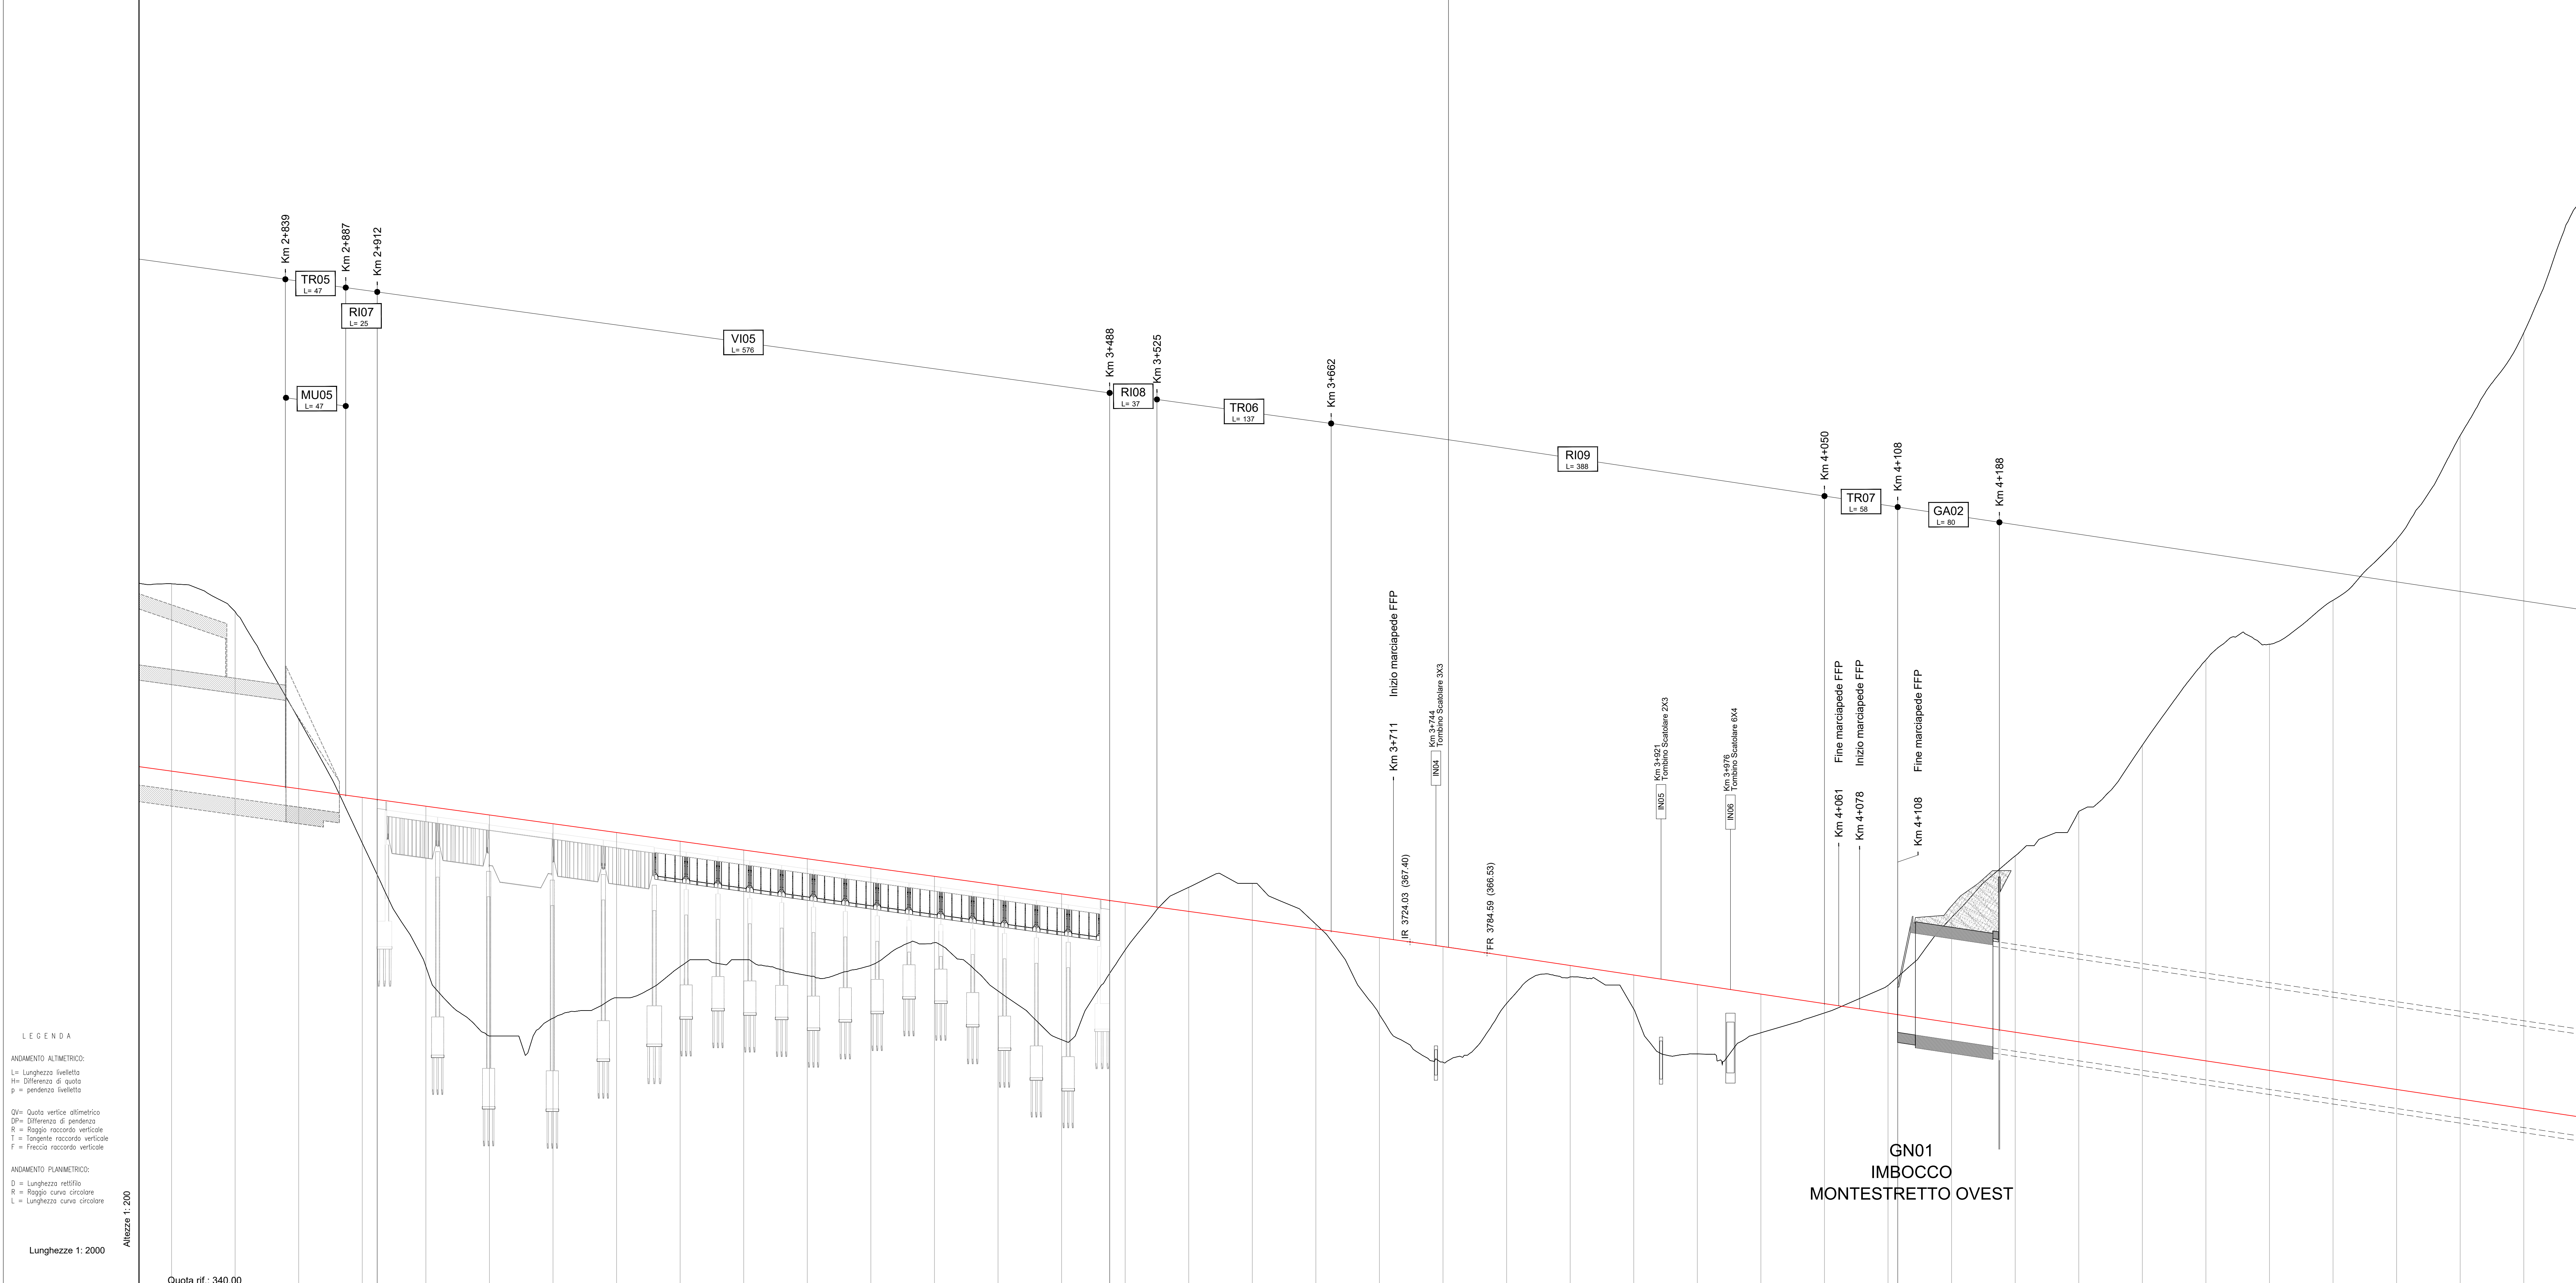 Km 2+839
Km 2+887
Km 2+912
TR05
L= 47
RI07
L= 25
MU05
L= 47
VI05
L= 576
Km 3+488
Km 3+525
RI08
L= 37
TR06
L= 137
Km 3+662
RI09
L= 388
Km 4+050
Km 4+108
Km 4+188
TR07
L= 58
GA02
L= 80
Km 3+711 Inizio marciapede FFP
IR 3724.03 (367.40)
IN04
Km 3+744
Tombino Scatolare 3X3
FR 3784.59 (366.53)
IN05
Km 3+921
Tombino Scatolare 2X3
IN06
Km 3+976
Tombino Scatolare 6X4
Km 4+061 Fine marciapede FFP
Km 4+078 Inizio marciapede FFP
Km 4+108 Fine marciapede FFP
GN01
IMBOCCO
MONTESTRETTO OVEST
LEGENDA
ANDAMENTO ALTIMETRICO:
L= Lunghezza livelletta
H= Differenza di quota
p = pendenza livelletta
QV= Quota vertice altimetrico
DP= Differenza di pendenza
R = Raggio raccordo verticale
T = Tangente raccordo verticale
F = Freccia raccordo verticale
ANDAMENTO PLANIMETRICO:
D = Lunghezza rettifilo
R = Raggio curva circolare
L = Lunghezza curva circolare
Altezze 1: 200
Lunghezze 1: 2000
Quota rif.: 340.00